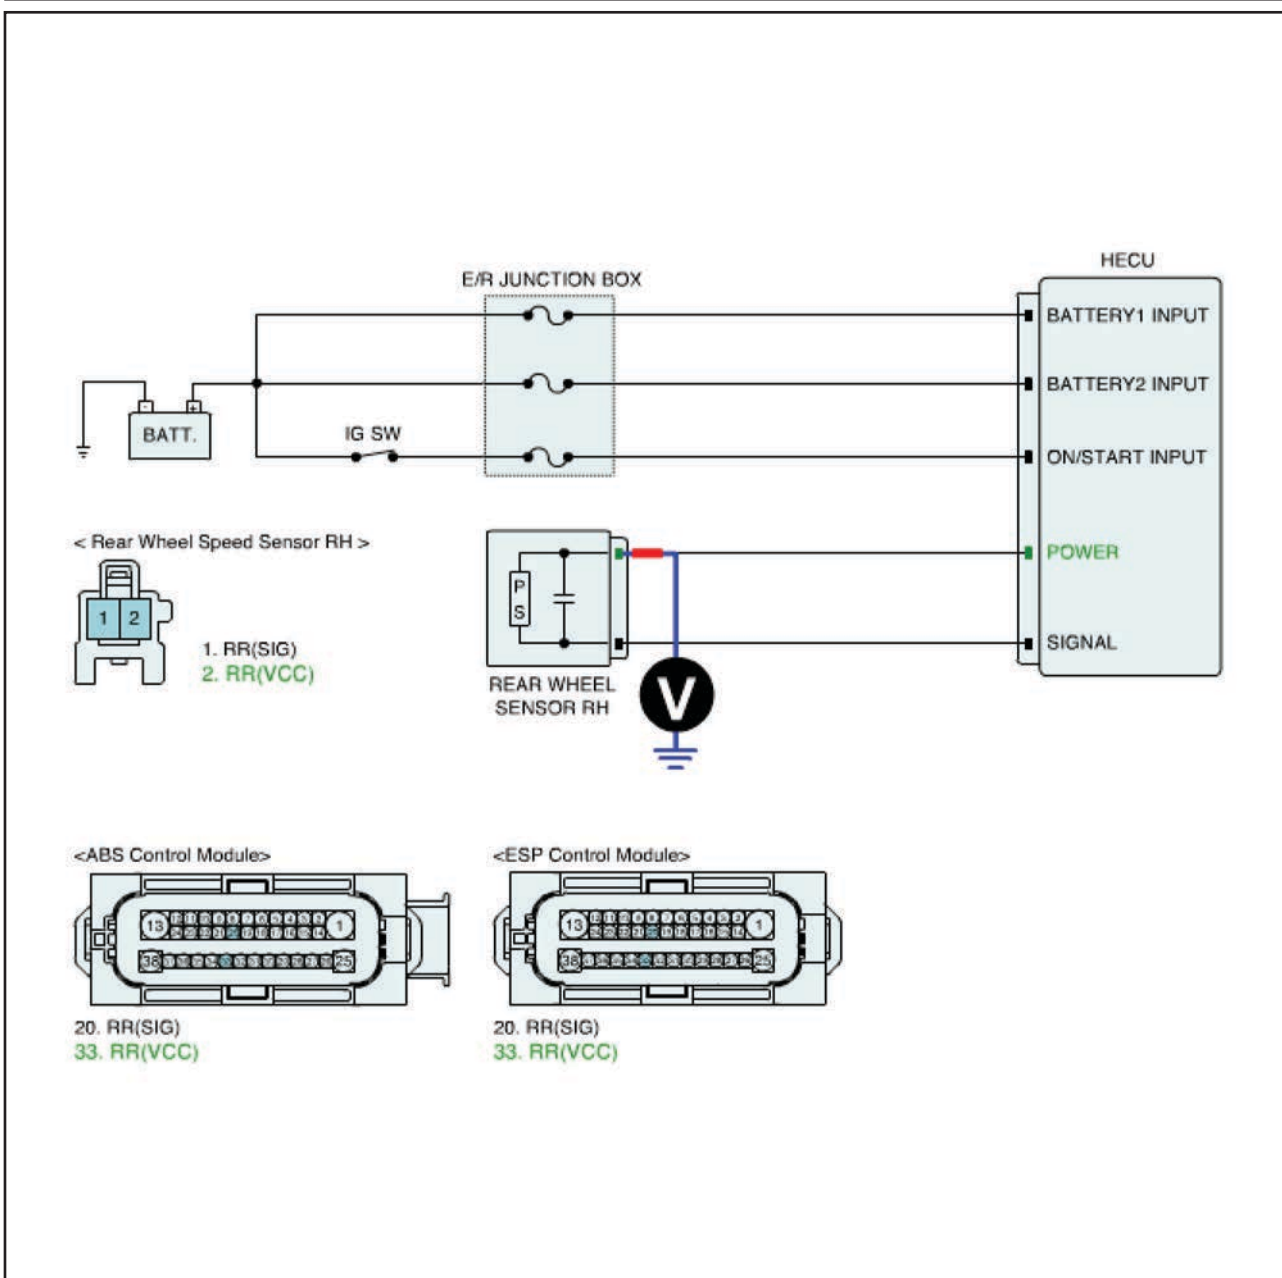 HECU
E/R JUNCTION BOX
BATTERY1 INPUT
BATTERY2 INPUT
- +
BATT.
IG SW
ON/START INPUT
< Rear Wheel Speed Sensor RH >
POWER
P
S
1 2
1. RR(SIG)
2. RR(VCC)
SIGNAL
REAR WHEEL
SENSOR RH
V
<ABS Control Module>
<ESP Control Module>
13 1
38 25
13 1
38 25
20. RR(SIG)
33. RR(VCC)
20. RR(SIG)
33. RR(VCC)